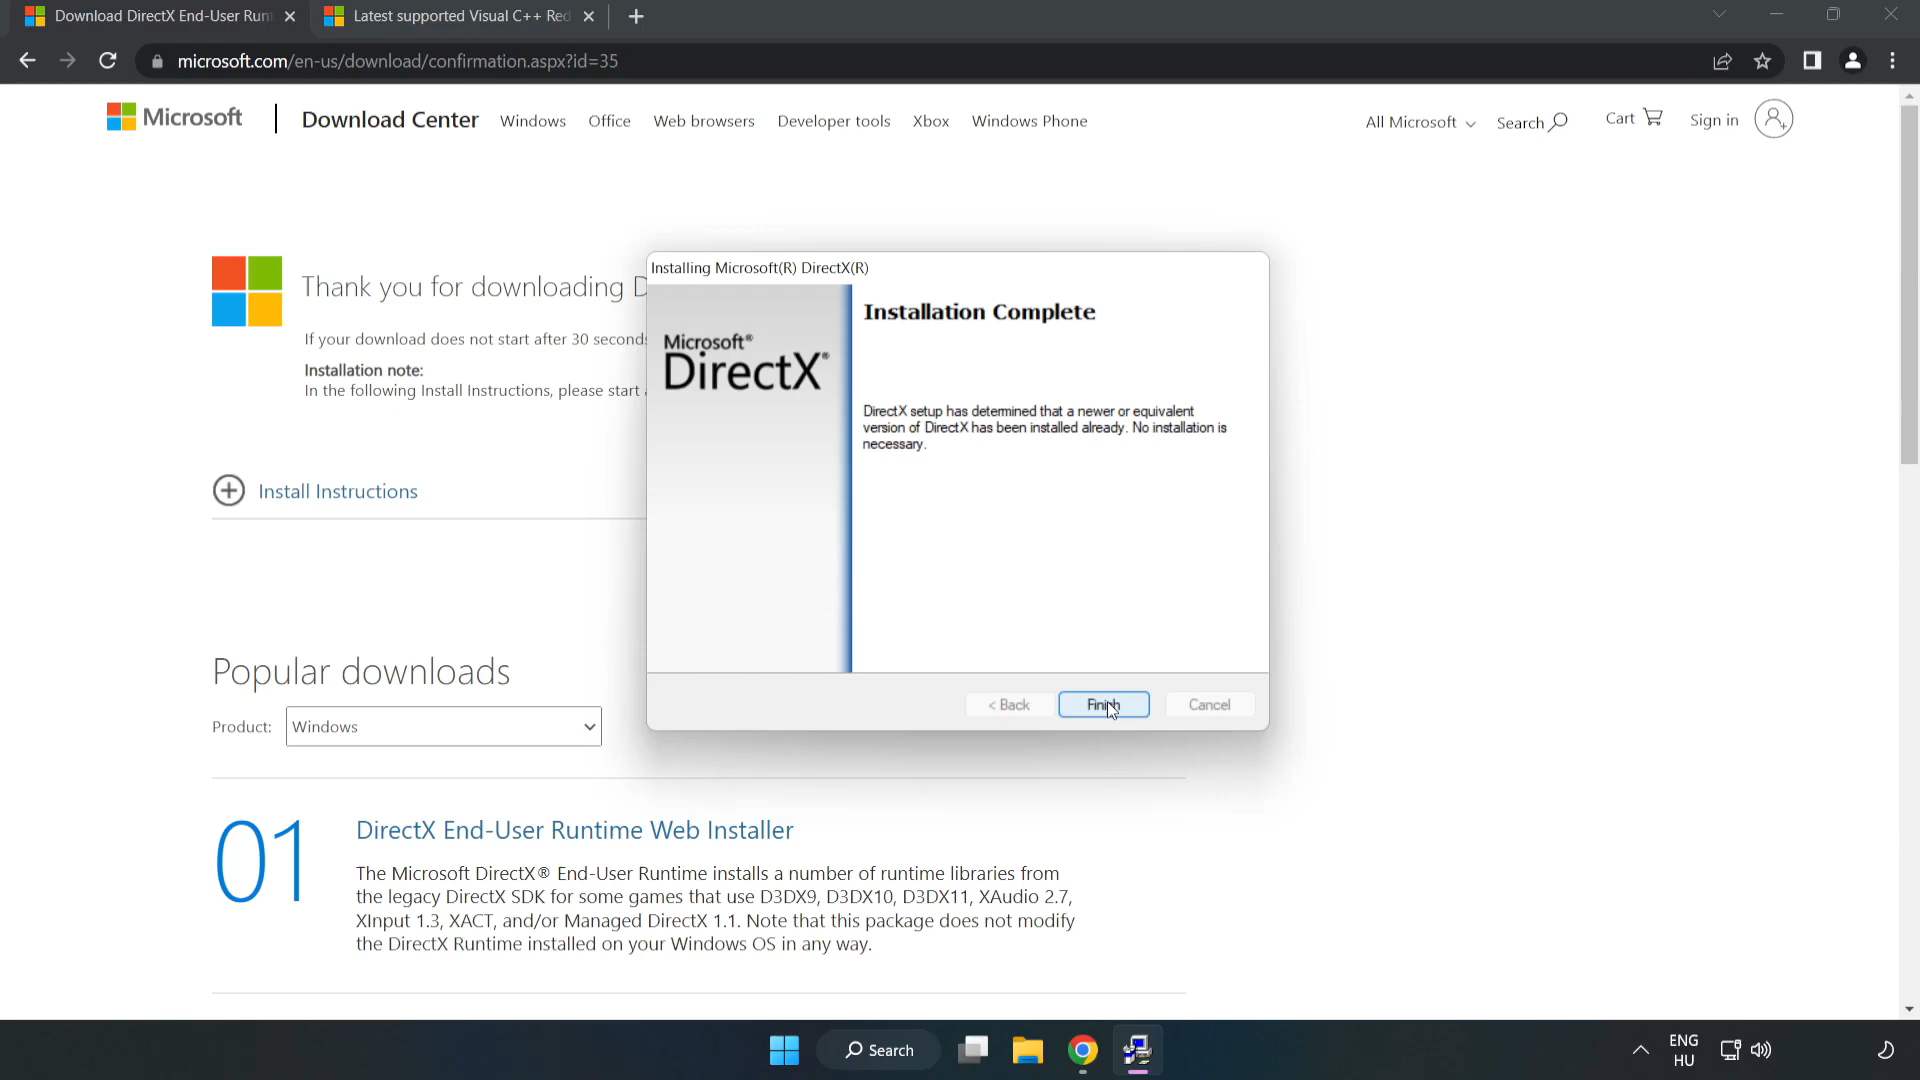 Download DirectX End-User Runt
Latest supported Visual C++ Red
microsoft.com/en-us/download/confirmation.aspx?id=35
Microsoft
Download Center
Windows
Office
Web browsers
Developer tools
Xbox
Windows Phone
All Microsoft
Search
Cart
Sign in
Thank you for downloading D
If your download does not start after 30 seconds
Installation note:
In the following Install Instructions, please start a
Install Instructions
Installing Microsoft(R) DirectX(R)
Microsoft®
DirectX®
Installation Complete
DirectX setup has determined that a newer or equivalent
version of DirectX has been installed already. No installation is
necessary.
< Back
Finish
Cancel
Popular downloads
Product:
Windows
01
DirectX End-User Runtime Web Installer
The Microsoft DirectX® End-User Runtime installs a number of runtime libraries from
the legacy DirectX SDK for some games that use D3DX9, D3DX10, D3DX11, XAudio 2.7,
XInput 1.3, XACT, and/or Managed DirectX 1.1. Note that this package does not modify
the DirectX Runtime installed on your Windows OS in any way.
Search
ENG
HU